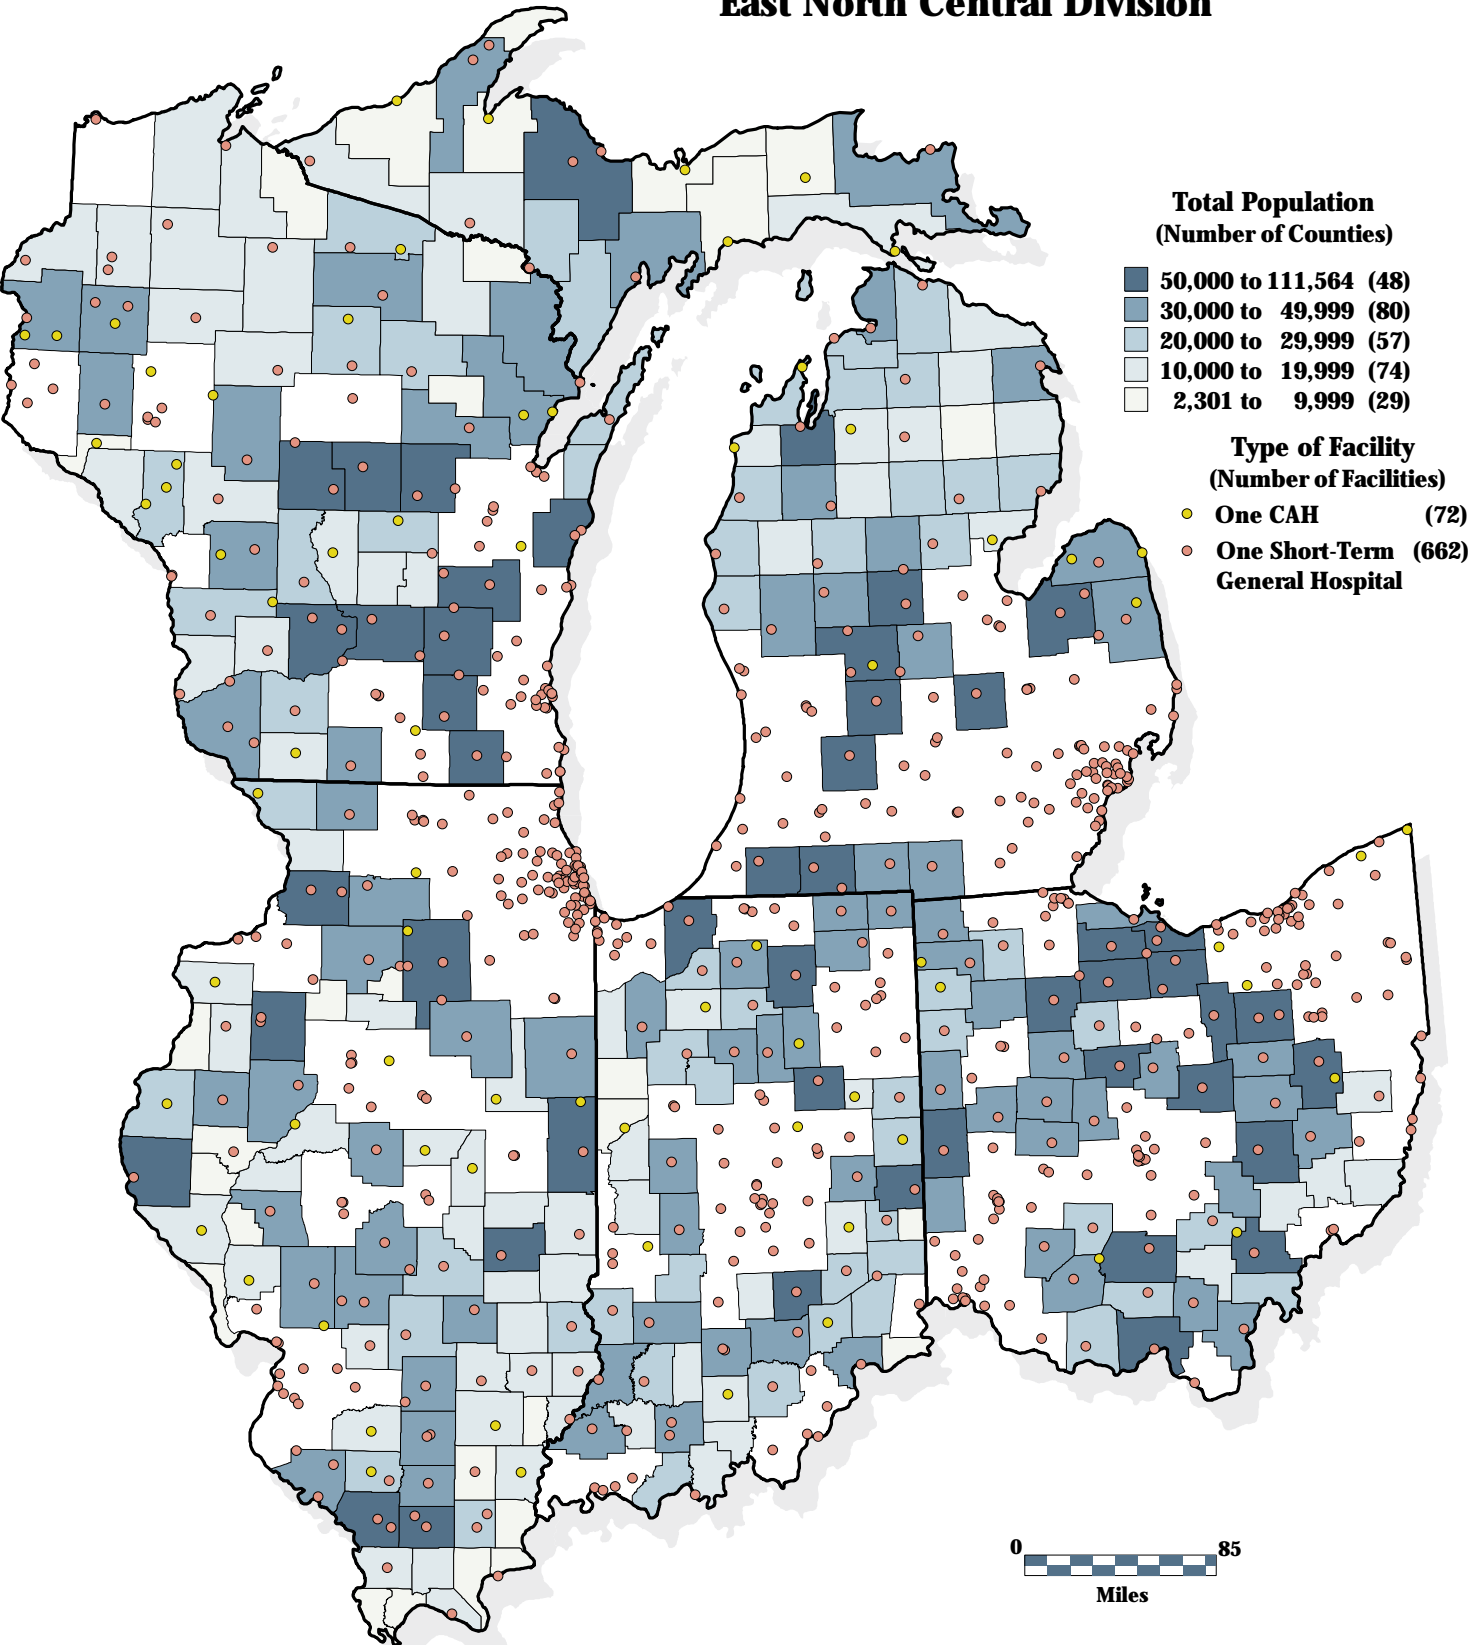 East North Central Division
Total Population
(Number of Counties)
50,000 to 111,564 (48)
30,000 to 49,999 (80)
20,000 to 29,999 (57)
10,000 to 19,999 (74)
2,301 to 9,999 (29)
Type of Facility
(Number of Facilities)
One CAH (72)
One Short-Term (662)
General Hospital
0 85
Miles